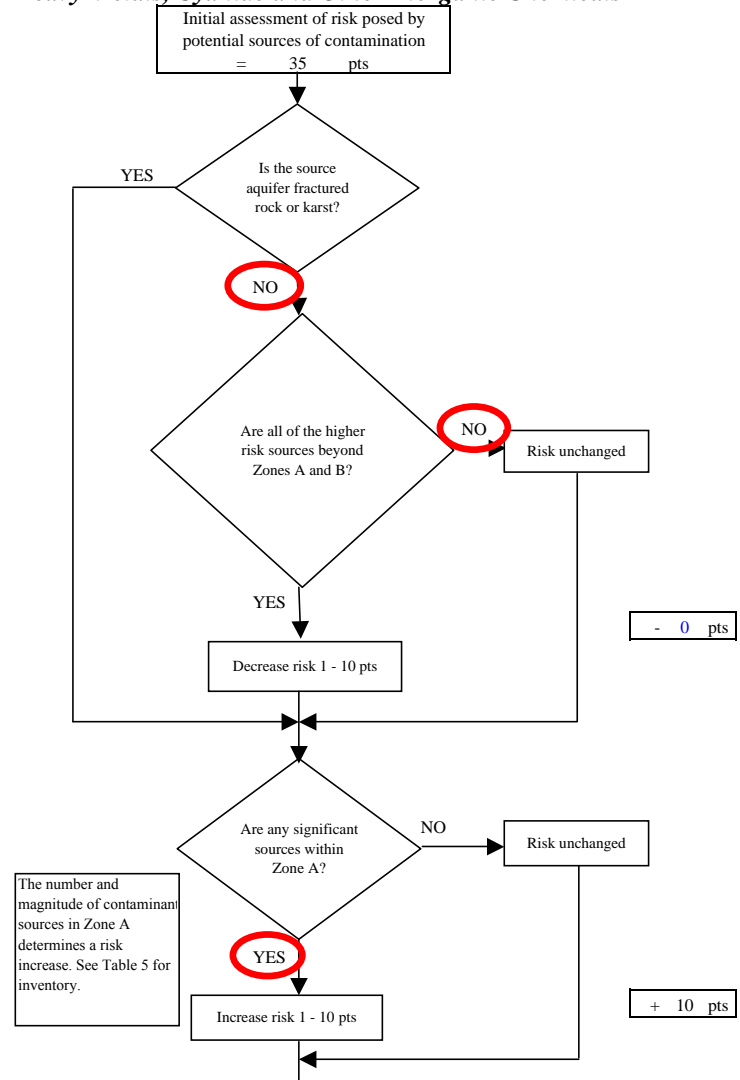 Initial assessment of risk posed by
potential sources of contamination
= 35 pts
Is the source
aquifer fractured
rock or karst?
YES
NO
Are all of the higher
risk sources beyond
Zones A and B?
NO
Risk unchanged
YES
- 0 pts
Decrease risk 1 - 10 pts
Are any significant
sources within
Zone A?
NO
Risk unchanged
The number and
magnitude of contaminant
sources in Zone A
determines a risk
increase. See Table 5 for
inventory.
YES
Increase risk 1 - 10 pts
+ 10 pts